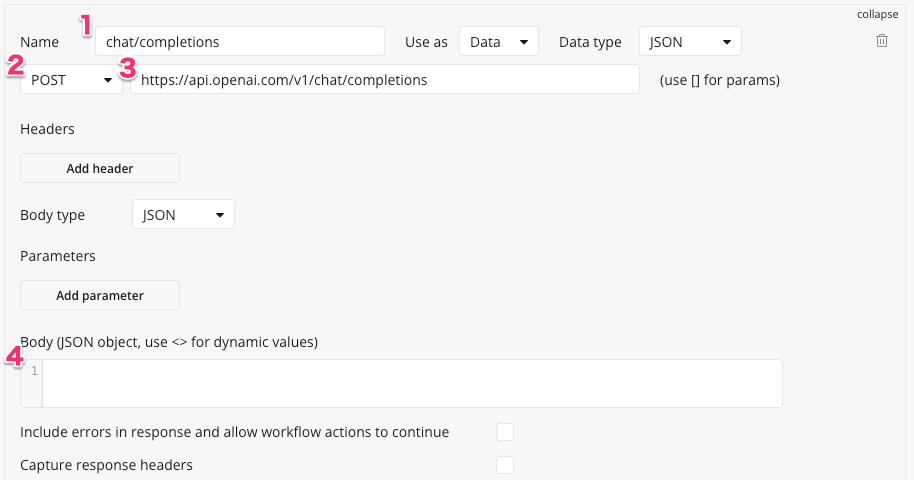 collapse
1
Name chat/completions Use as Data Data type JSON
2 3
POST https://api.openai.com/v1/chat/completions (use [] for params)
Headers
Add header
Body type JSON
Parameters
Add parameter
Body (JSON object, use <> for dynamic values)
4
1
Include errors in response and allow workflow actions to continue
Capture response headers